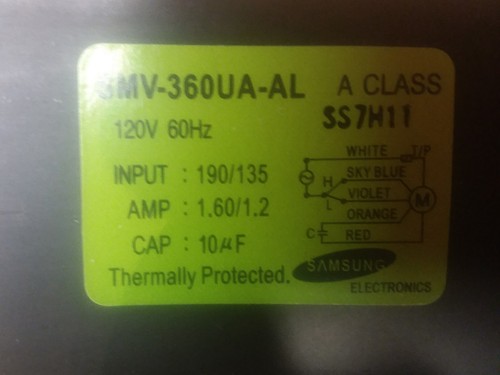 SMV-360UA-AL A CLASS
120V 60Hz SS7H11
INPUT : 190/135
AMP : 1.60/1.2
CAP : 10μF
Thermally Protected.
WHITE T/P
SKY BLUE
H
VIOLET
L
ORANGE
M
C RED
SAMSUNG
ELECTRONICS